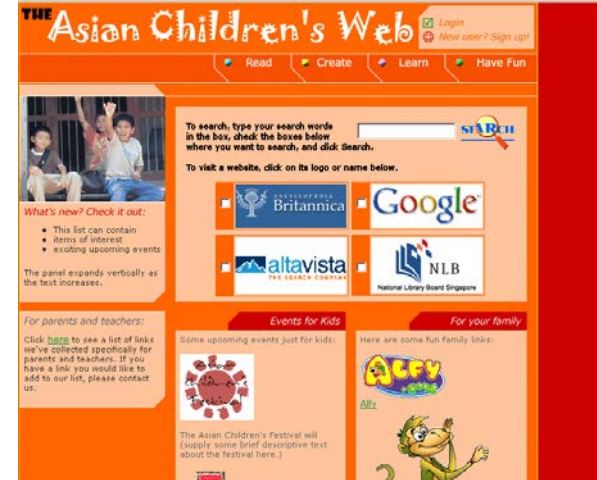 THE Asian Children's Web
Login
New user? Sign up!
Read
Create
Learn
Have Fun
To search, type your search words
in the box, check the boxes below
where you want to search, and click Search.
SEARCH
To visit a website, click on its logo or name below.
ENCYCLOPÆDIA
Britannica
Google
altavista
THE SEARCH COMPANY
NLB
National Library Board Singapore
What's new? Check it out:
This list can contain
items of interest
exciting upcoming events
The panel expands vertically as
the text increases.
For parents and teachers:
Click here to see a list of links
we've collected specifically for
parents and teachers. If you
have a link you would like to
add to our list, please contact
us.
Events for Kids
Some upcoming events just for kids:
Asian
Children's
Festival
The Asian Children's Festival will
(supply some brief descriptive text
about the festival here.)
For your family
Here are some fun family links:
ALFY
.com
Alfy